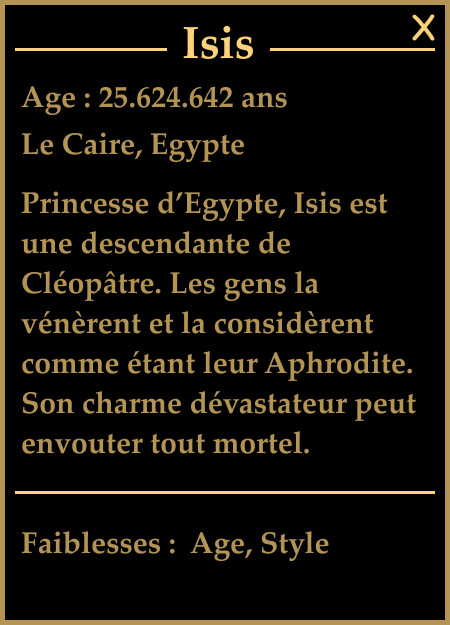 Isis
X
Age : 25.624.642 ans
Le Caire, Egypte
Princesse d’Egypte, Isis est
une descendante de
Cléopâtre. Les gens la
vénèrent et la considèrent
comme étant leur Aphrodite.
Son charme dévastateur peut
envouter tout mortel.
Faiblesses :  Age, Style